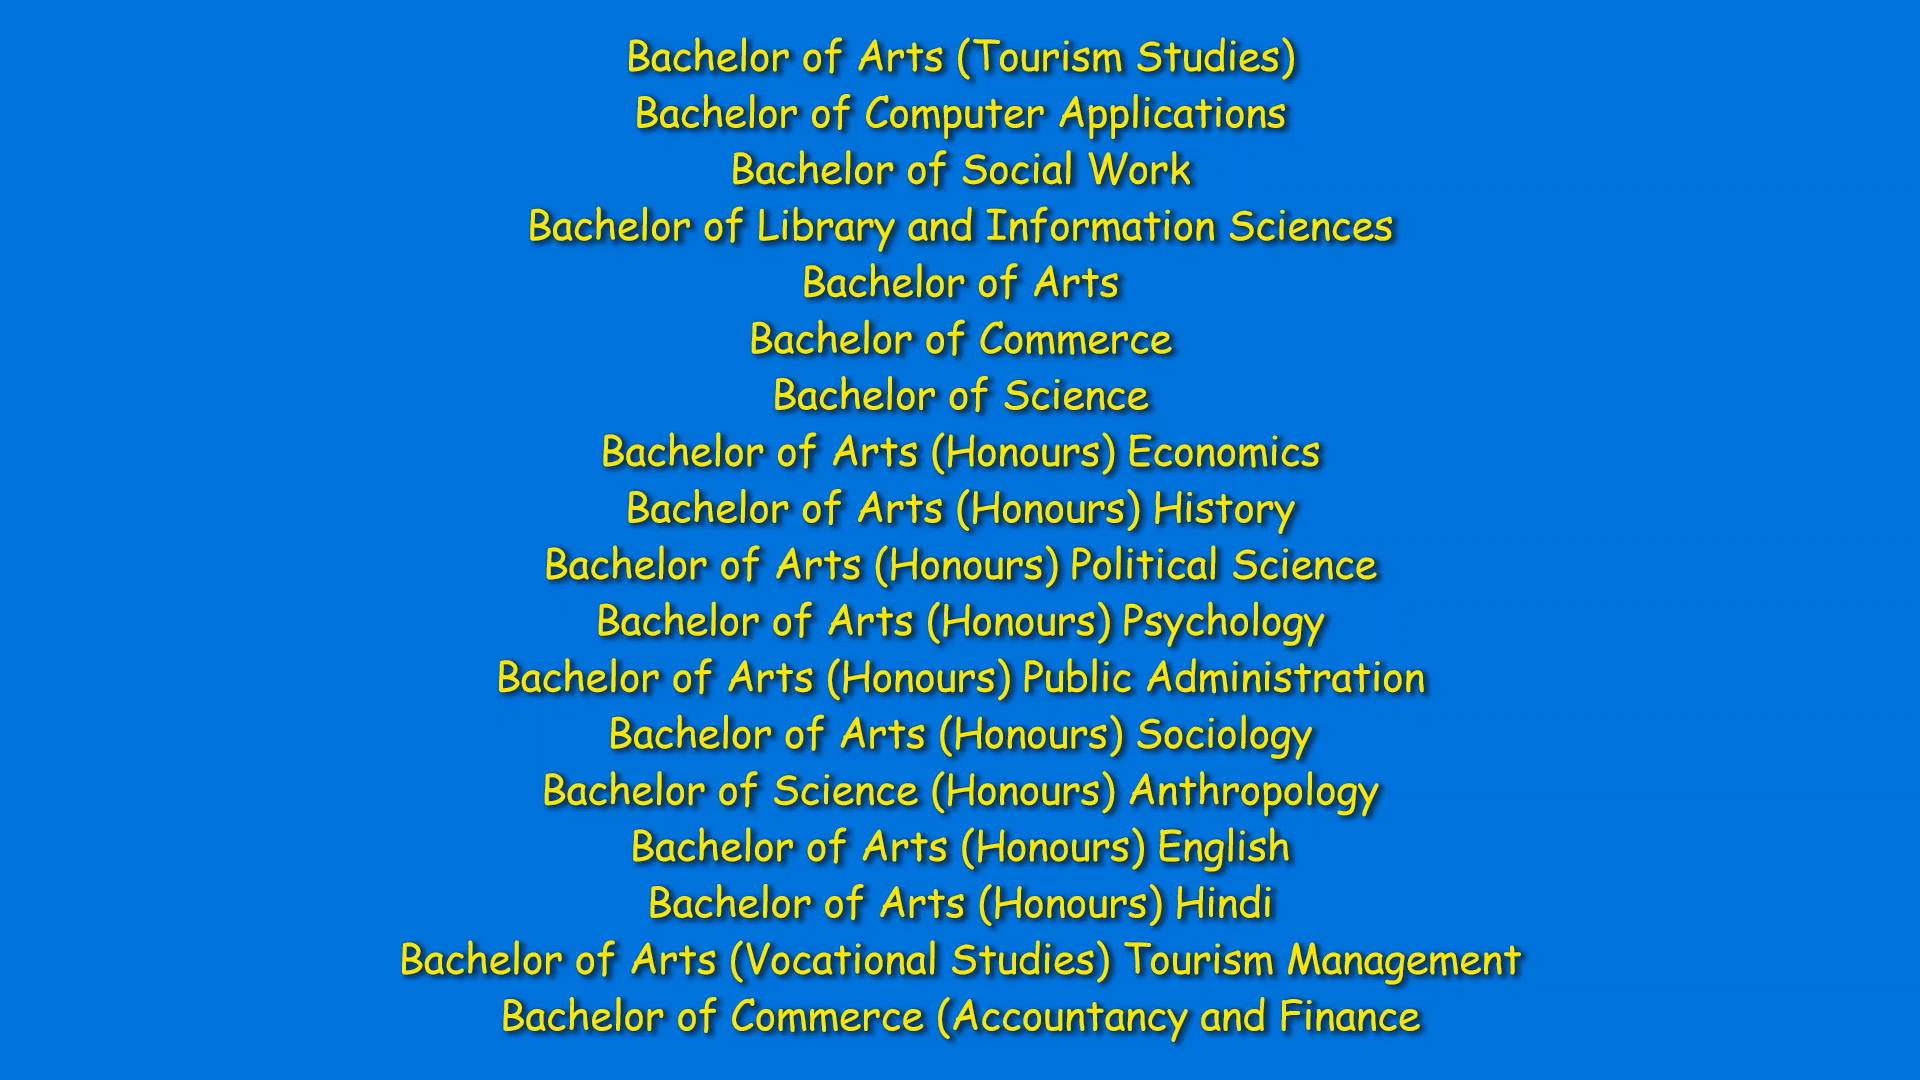 Bachelor of Arts (Tourism Studies)
Bachelor of Computer Applications
Bachelor of Social Work
Bachelor of Library and Information Sciences
Bachelor of Arts
Bachelor of Commerce
Bachelor of Science
Bachelor of Arts (Honours) Economics
Bachelor of Arts (Honours) History
Bachelor of Arts (Honours) Political Science
Bachelor of Arts (Honours) Psychology
Bachelor of Arts (Honours) Public Administration
Bachelor of Arts (Honours) Sociology
Bachelor of Science (Honours) Anthropology
Bachelor of Arts (Honours) English
Bachelor of Arts (Honours) Hindi
Bachelor of Arts (Vocational Studies) Tourism Management
Bachelor of Commerce (Accountancy and Finance